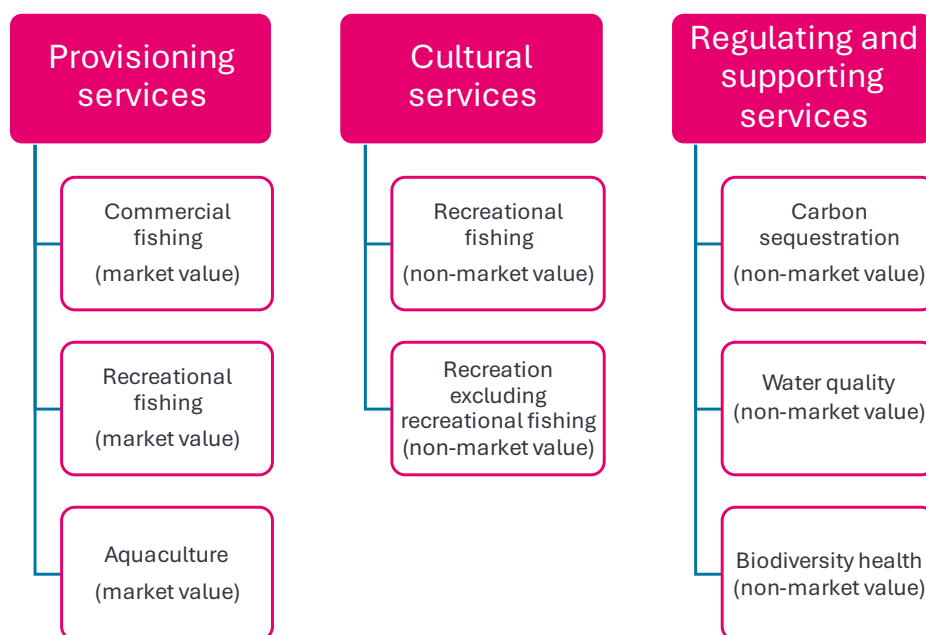 Provisioning
services
Commercial
fishing
(market value)
Recreational
fishing
(market value)
Aquaculture
(market value)
Cultural
services
Recreational
fishing
(non-market value)
Recreation
excluding
recreational fishing
(non-market value)
Regulating and
supporting
services
Carbon
sequestration
(non-market value)
Water quality
(non-market value)
Biodiversity health
(non-market value)